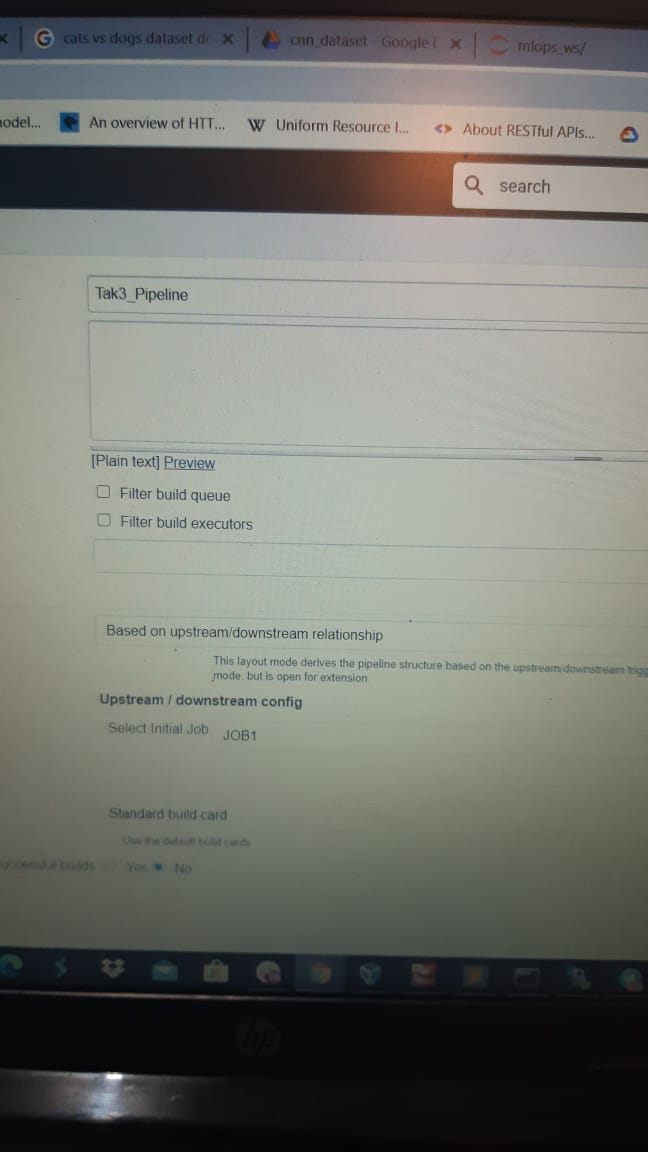 cats vs dogs dataset do
cnn_dataset - Google
mlops_ws/
odel...
An overview of HTT...
W Uniform Resource I...
<> About RESTful APIs...
search
Tak3_Pipeline
[Plain text] Preview
Filter build queue
Filter build executors
Based on upstream/downstream relationship
This layout mode derives the pipeline structure based on the upstream/downstream trigg
mode, but is open for extension
Upstream / downstream config
Select Initial Job JOB1
Standard build card
Use the default build cards
uccessful builds Yes No
hp